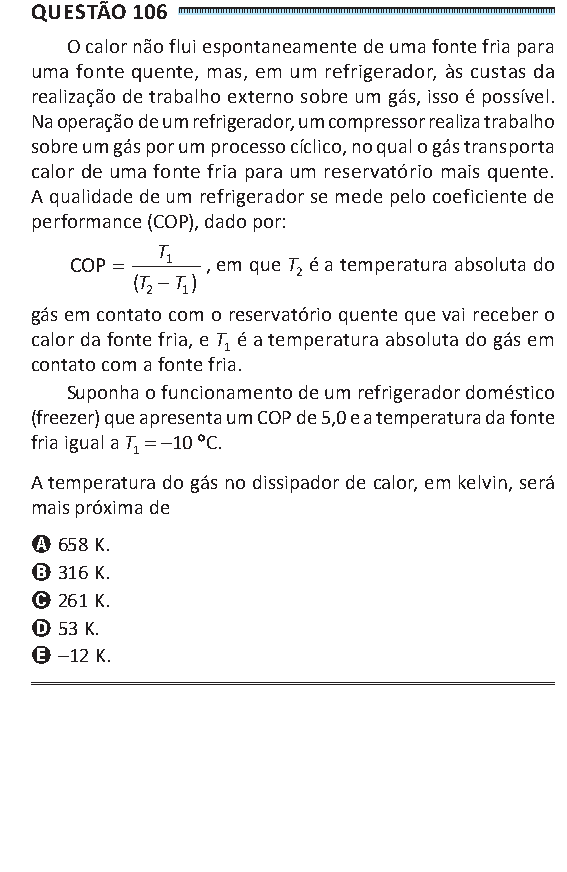 QUESTÃO 106
O calor não flui espontaneamente de uma fonte fria para
uma fonte quente, mas, em um refrigerador, às custas da
realização de trabalho externo sobre um gás, isso é possível.
Na operação de um refrigerador, um compressor realiza trabalho
sobre um gás por um processo cíclico, no qual o gás transporta
calor de uma fonte fria para um reservatório mais quente.
A qualidade de um refrigerador se mede pelo coeficiente de
performance (COP), dado por:
COP = T₁ / (T₂ − T₁) , em que T₂ é a temperatura absoluta do
gás em contato com o reservatório quente que vai receber o
calor da fonte fria, e T₁ é a temperatura absoluta do gás em
contato com a fonte fria.
Suponha o funcionamento de um refrigerador doméstico
(freezer) que apresenta um COP de 5,0 e a temperatura da fonte
fria igual a T₁ = –10 ºC.
A temperatura do gás no dissipador de calor, em kelvin, será
mais próxima de
A 658 K.
B 316 K.
C 261 K.
D 53 K.
E –12 K.